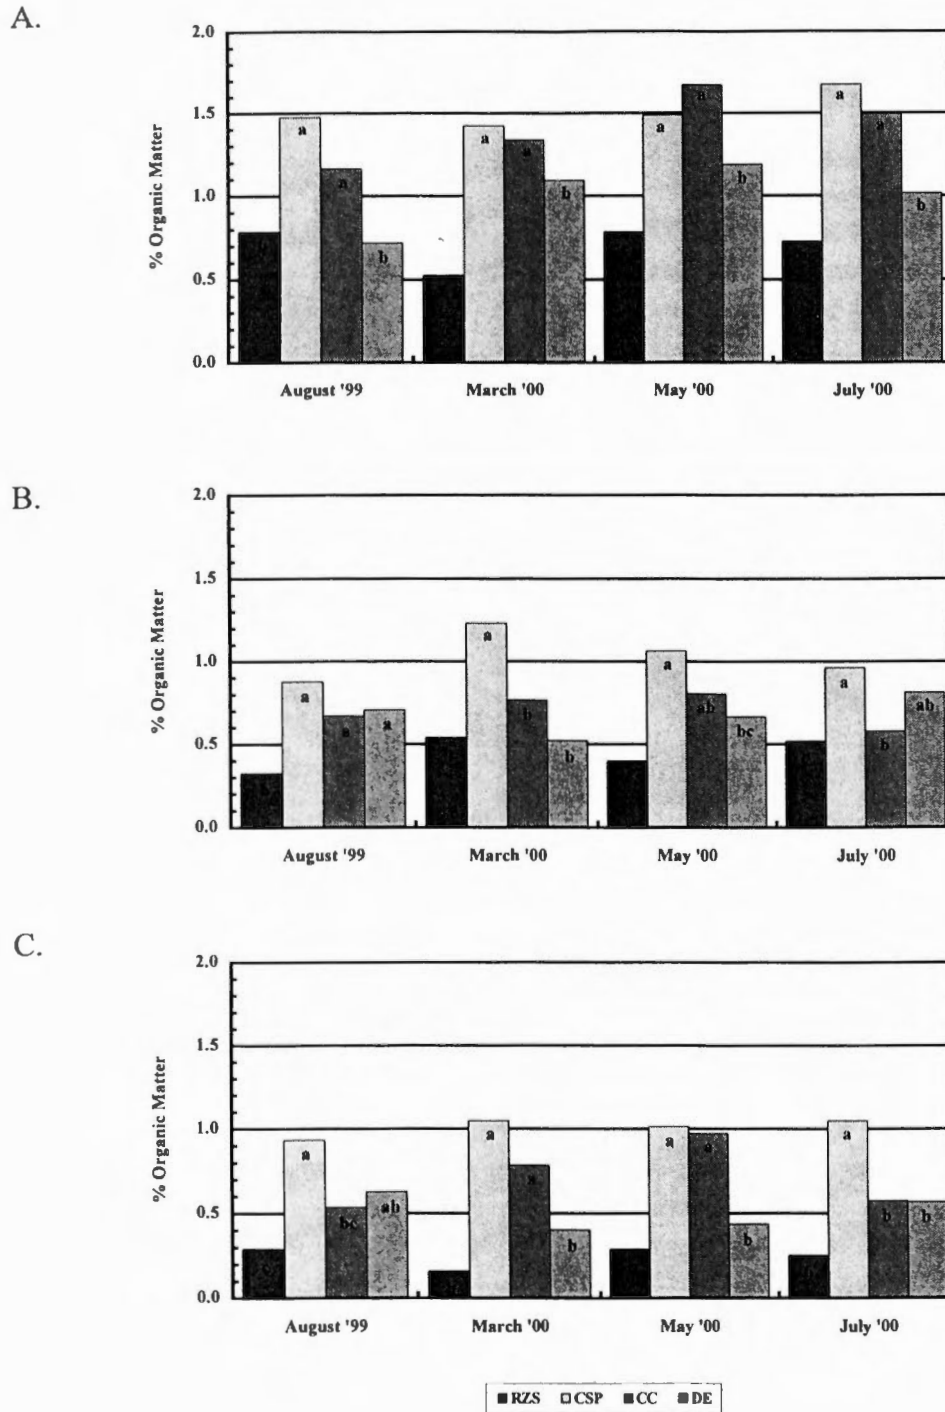 A.
2.0
1.5
1.0
0.5
0.0
% Organic Matter
a
a
b
a
a
b
a
a
b
a
a
b
August '99
March '00
May '00
July '00
B.
2.0
1.5
1.0
0.5
0.0
% Organic Matter
a
a
a
a
b
b
a
ab
bc
a
b
ab
August '99
March '00
May '00
July '00
C.
2.0
1.5
1.0
0.5
0.0
% Organic Matter
a
bc
ab
a
a
b
a
a
b
a
b
b
August '99
March '00
May '00
July '00
RZS CSP CC DE